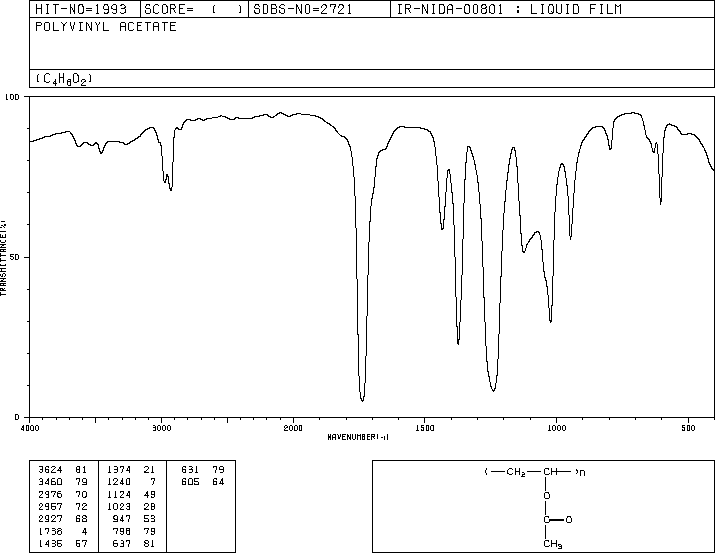 HIT-NO=1993 SCORE= ( ) SDBS-NO=2721 IR-NIDA-00801 : LIQUID FILM
POLYVINYL ACETATE
(C4H6O2)
100
50
0
TRANSMITTANCE(%)
4000 3000 2000 1500 1000 500
WAVENUMBER(-1)
3624 81 1374 21 631 79
3460 79 1240 7 605 64
2976 70 1124 49
2957 72 1023 28
2927 68 947 53
1738 4 798 79
1435 57 637 81
( CH2 CH )n
O
C O
CH3